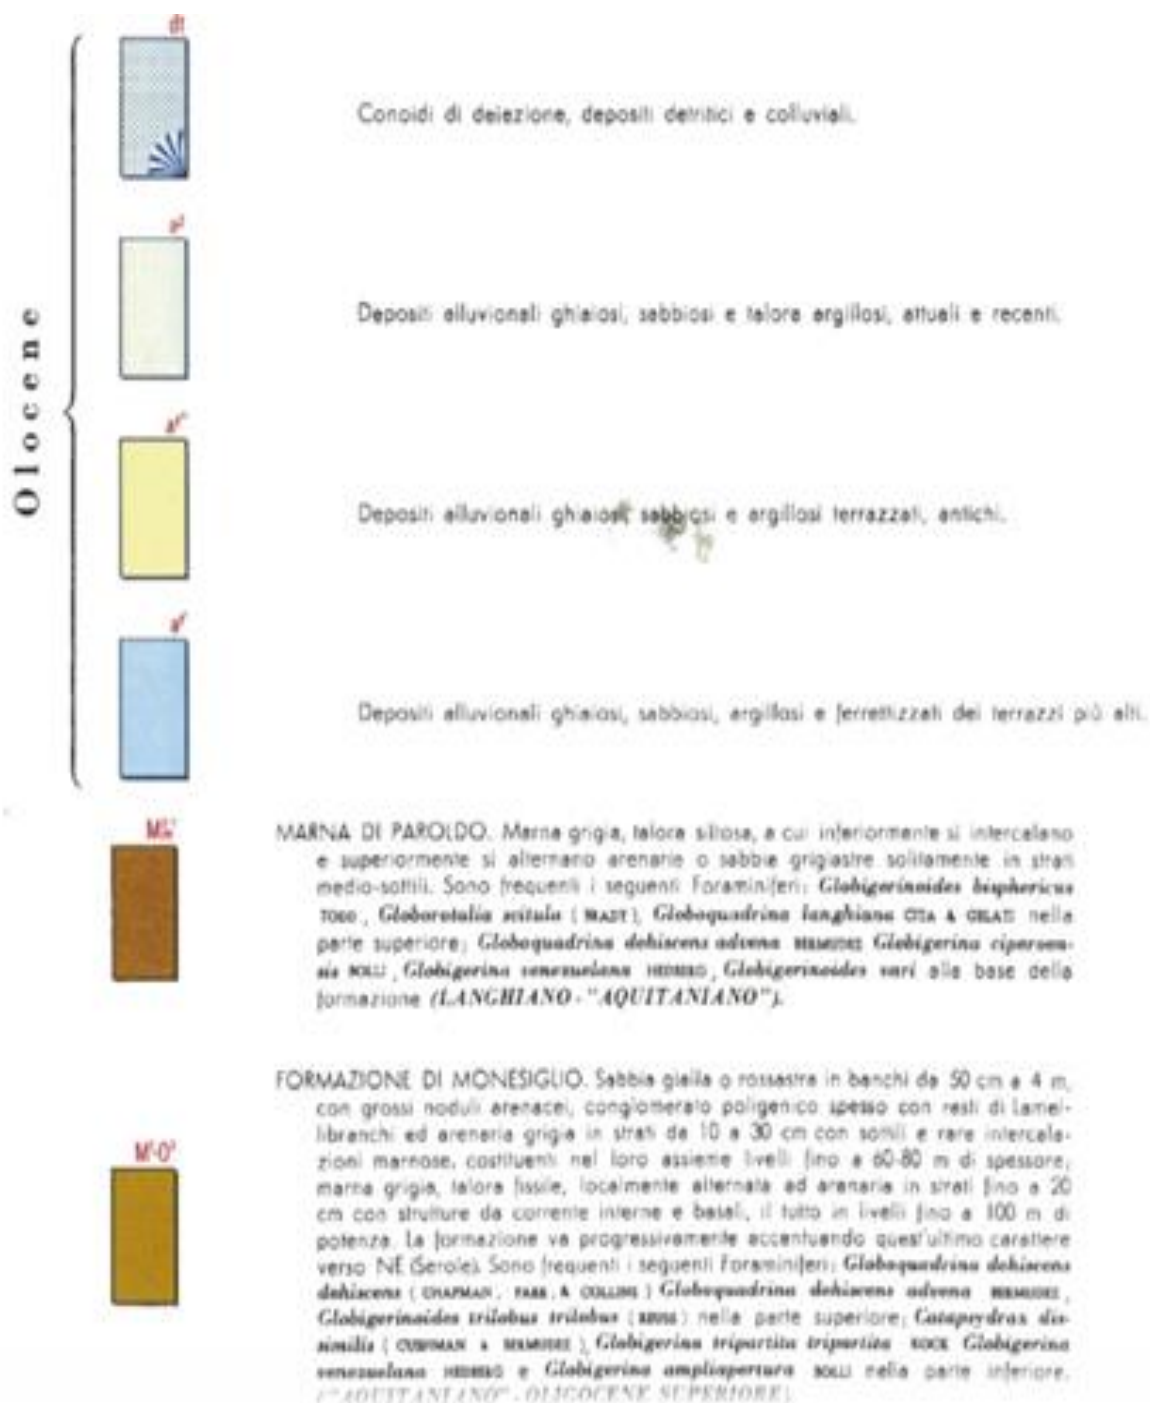 dt
Conoidi di deiezione, depositi detritici e colluviali.
Depositi alluvionali ghiaiosi, sabbiosi e talora argillosi, attuali e recenti.
Olocene
Depositi alluvionali ghiaiosi, sabbiosi e argillosi terrazzati, antichi.
Depositi alluvionali ghiaiosi, sabbiosi, argillosi e ferrettizzati dei terrazzi più alti.
MARNA DI PAROLDO. Marna grigia, talora siltosa, a cui inferiormente si intercalano
e superiormente si alternano arenarie o sabbie grigiastre solitamente in strati
medio-sottili. Sono frequenti i seguenti Foraminiferi: Globigerinoides bisphericus
TODD, Globorotalia scitula (BRADY), Globoquadrina langhiana CITA & GELATI nella
parte superiore; Globoquadrina dehiscens advena BERMUDEZ Globigerina ciperoen-
sis BOLLI, Globigerina venezuelana HEDBERG, Globigerinoides vari alla base della
formazione (LANGHIANO - "AQUITANIANO").
FORMAZIONE DI MONESIGLIO. Sabbia gialla o rossastra in banchi da 50 cm a 4 m,
con grossi noduli arenacei, conglomerato poligenico spesso con resti di Lamel-
libranchi ed arenaria grigia in strati da 10 a 30 cm con sottili e rare intercala-
zioni marnose, costituenti nel loro assieme livelli fino a 60-80 m di spessore;
marna grigia, talora fissile, localmente alternata ad arenaria in strati fino a 20
cm con strutture da corrente interne e basali, il tutto in livelli fino a 100 m di
potenza. La formazione va progressivamente accentuando quest'ultimo carattere
verso NE (Serole). Sono frequenti i seguenti Foraminiferi: Globoquadrina dehiscens
dehiscens (CHAPMAN, PARR, & COLLINS) Globoquadrina dehiscens advena BERMUDEZ,
Globigerinoides trilobus trilobus (REUSS) nella parte superiore; Catapsydrax dis-
similis (CUSHMAN & BERMUDEZ), Globigerina tripartita tripartita KOCK Globigerina
venezuelana HEDBERG e Globigerina ampliapertura BOLLI nella parte inferiore.
("AQUITANIANO" - OLIGOCENE SUPERIORE)